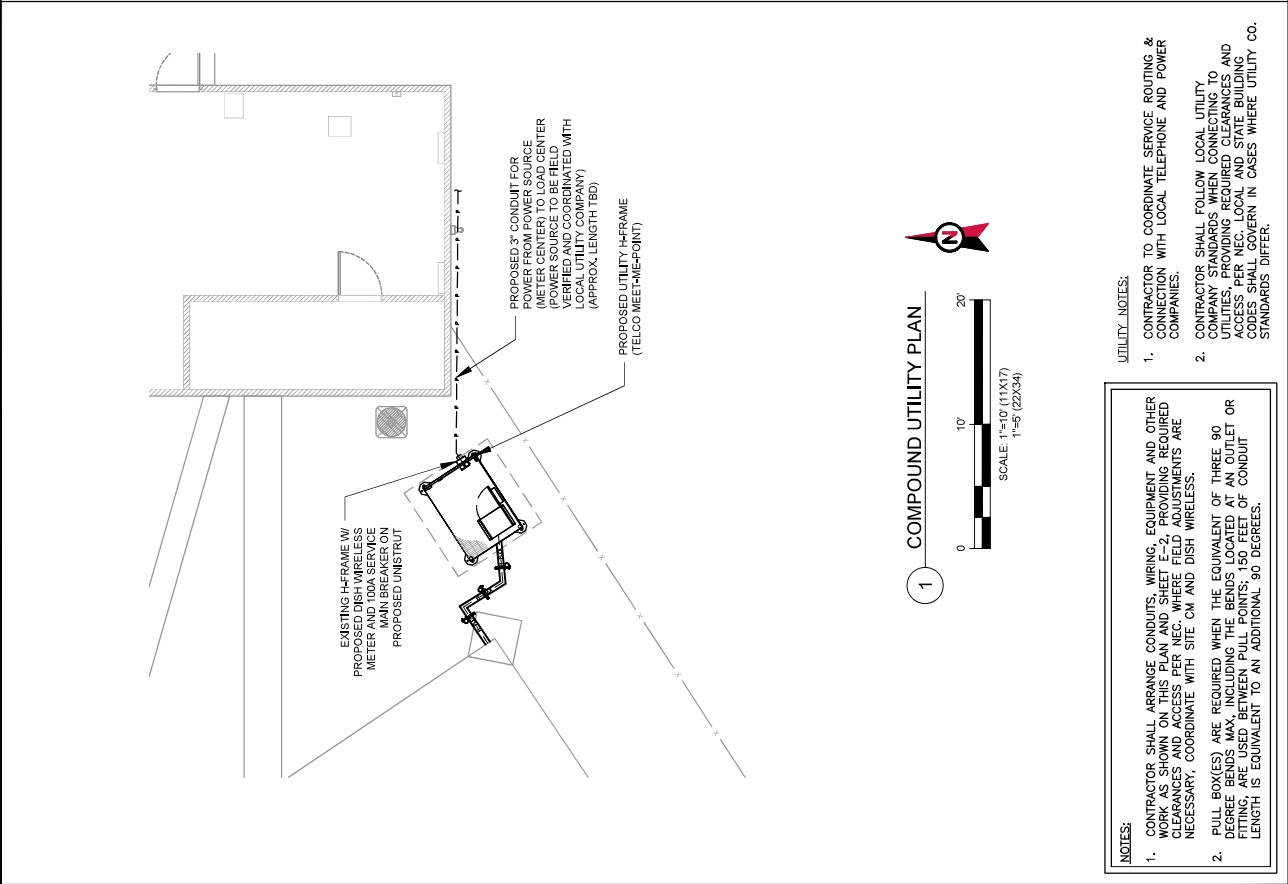 EXISTING H-FRAME W/
PROPOSED DISH WIRELESS
METER AND 100A SERVICE
MAIN BREAKER ON
PROPOSED UNISTRUT
PROPOSED 3" CONDUIT FOR
POWER FROM POWER SOURCE
(METER CENTER) TO LOAD CENTER
(POWER SOURCE TO BE FIELD
VERIFIED AND COORDINATED WITH
LOCAL UTILITY COMPANY)
(APPROX. LENGTH TBD)
PROPOSED UTILITY H-FRAME
(TELCO MEET-ME-POINT)
X
X
X
X
X
X
P
P
P
P
P
P
P
1
COMPOUND UTILITY PLAN
N
0
10'
20'
SCALE: 1"=10' (11X17)
1"=5' (22X34)
NOTES:
1. CONTRACTOR SHALL ARRANGE CONDUITS, WIRING, EQUIPMENT AND OTHER
WORK AS SHOWN ON THIS PLAN AND SHEET E-2, PROVIDING REQUIRED
CLEARANCES AND ACCESS PER NEC. WHERE FIELD ADJUSTMENTS ARE
NECESSARY, COORDINATE WITH SITE CM AND DISH WIRELESS.
2. PULL BOX(ES) ARE REQUIRED WHEN THE EQUIVALENT OF THREE 90
DEGREE BENDS MAX, INCLUDING THE BENDS LOCATED AT AN OUTLET OR
FITTING, ARE USED BETWEEN PULL POINTS; 150 FEET OF CONDUIT
LENGTH IS EQUIVALENT TO AN ADDITIONAL 90 DEGREES.
UTILITY NOTES:
1. CONTRACTOR TO COORDINATE SERVICE ROUTING &
CONNECTION WITH LOCAL TELEPHONE AND POWER
COMPANIES.
2. CONTRACTOR SHALL FOLLOW LOCAL UTILITY
COMPANY STANDARDS WHEN CONNECTING TO
UTILITIES, PROVIDING REQUIRED CLEARANCES AND
ACCESS PER NEC. LOCAL AND STATE BUILDING
CODES SHALL GOVERN IN CASES WHERE UTILITY CO.
STANDARDS DIFFER.